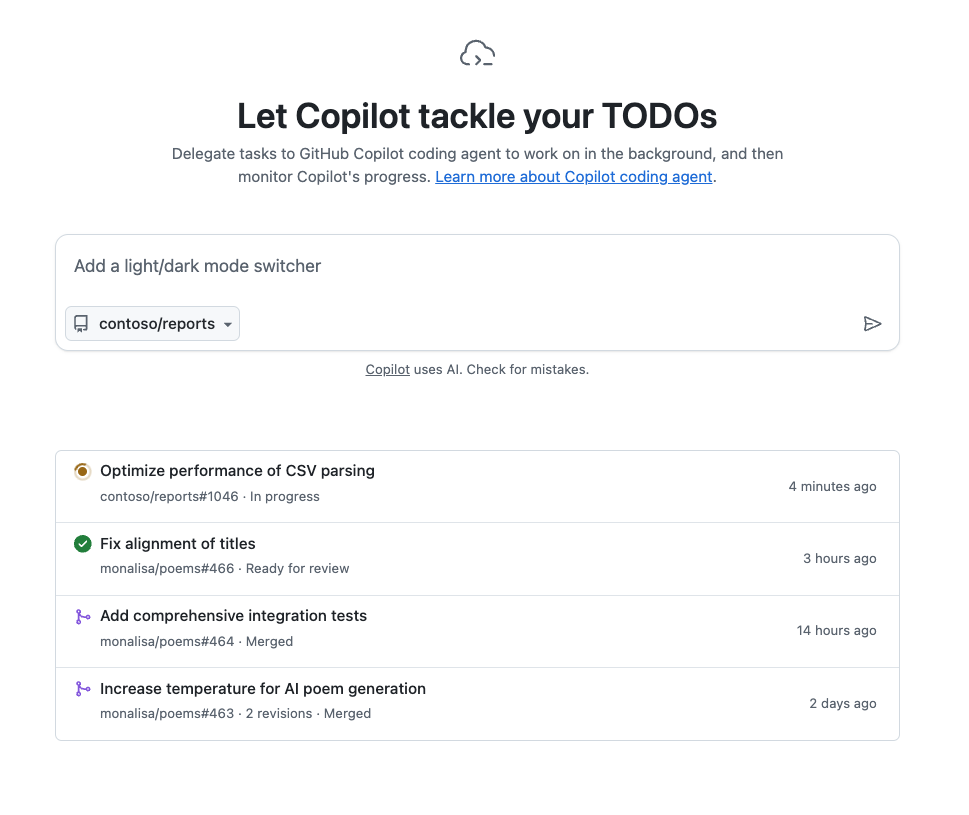 Let Copilot tackle your TODOs
Delegate tasks to GitHub Copilot coding agent to work on in the background, and then
monitor Copilot's progress. Learn more about Copilot coding agent.
Add a light/dark mode switcher
contoso/reports
Copilot uses AI. Check for mistakes.
Optimize performance of CSV parsing
contoso/reports#1046 · In progress
4 minutes ago
Fix alignment of titles
monalisa/poems#466 · Ready for review
3 hours ago
Add comprehensive integration tests
monalisa/poems#464 · Merged
14 hours ago
Increase temperature for AI poem generation
monalisa/poems#463 · 2 revisions · Merged
2 days ago